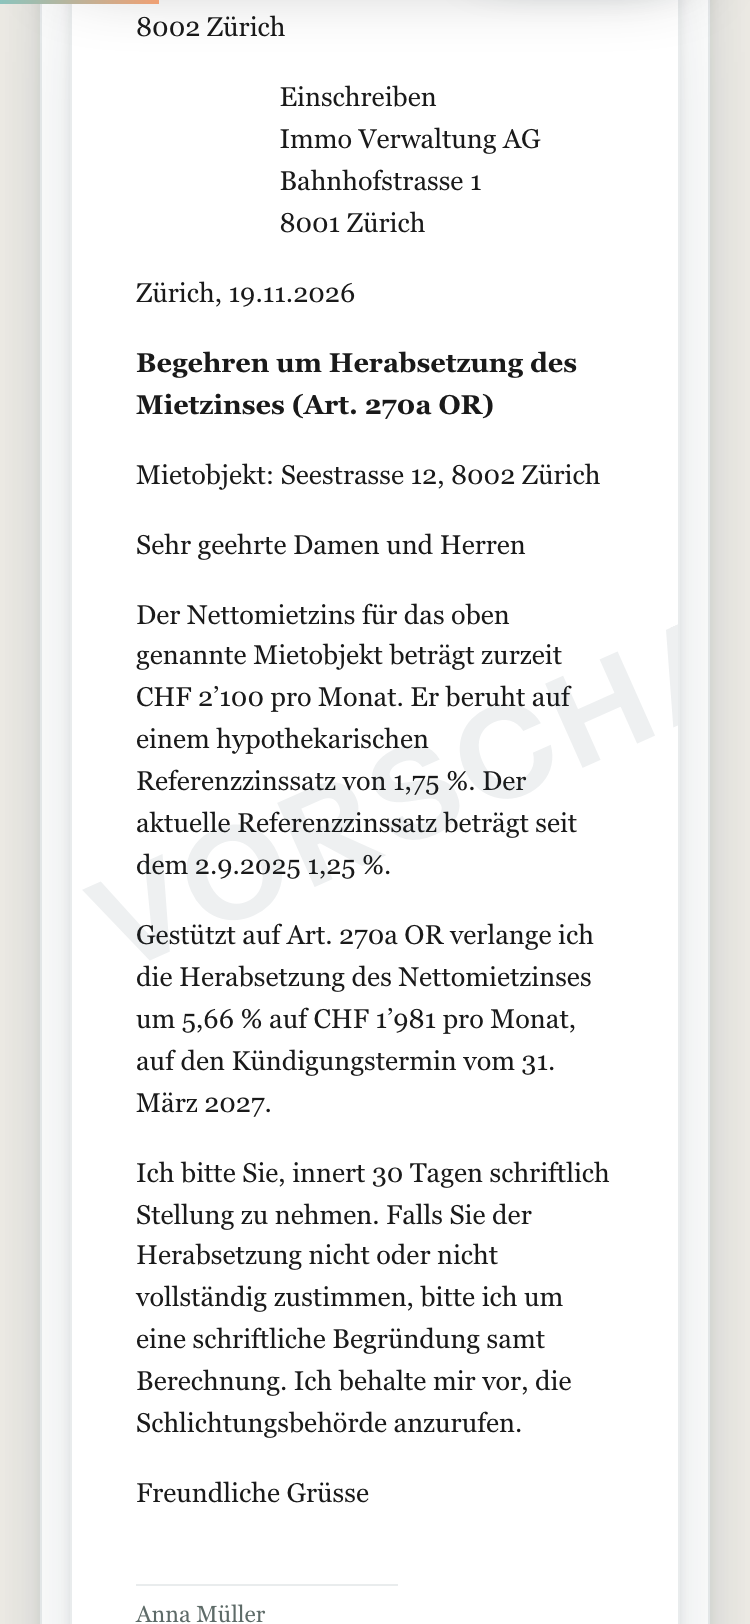 8002 Zürich
Einschreiben
Immo Verwaltung AG
Bahnhofstrasse 1
8001 Zürich
Zürich, 19.11.2026
Begehren um Herabsetzung des
Mietzinses (Art. 270a OR)
Mietobjekt: Seestrasse 12, 8002 Zürich
Sehr geehrte Damen und Herren
Der Nettomietzins für das oben
genannte Mietobjekt beträgt zurzeit
CHF 2’100 pro Monat. Er beruht auf
einem hypothekarischen
Referenzzinssatz von 1,75 %. Der
aktuelle Referenzzinssatz beträgt seit
dem 2.9.2025 1,25 %.
VORSCHA
Gestützt auf Art. 270a OR verlange ich
die Herabsetzung des Nettomietzinses
um 5,66 % auf CHF 1’981 pro Monat,
auf den Kündigungstermin vom 31.
März 2027.
Ich bitte Sie, innert 30 Tagen schriftlich
Stellung zu nehmen. Falls Sie der
Herabsetzung nicht oder nicht
vollständig zustimmen, bitte ich um
eine schriftliche Begründung samt
Berechnung. Ich behalte mir vor, die
Schlichtungsbehörde anzurufen.
Freundliche Grüsse
Anna Müller